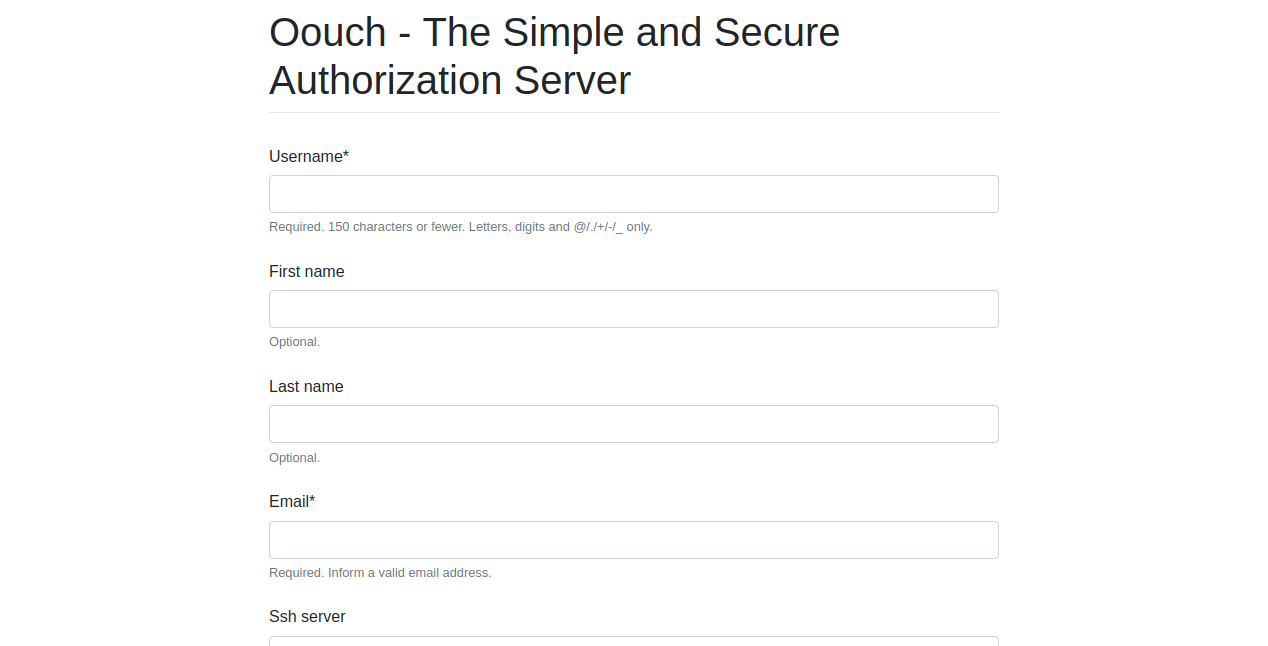 Oouch - The Simple and Secure
Authorization Server
Username*
Required. 150 characters or fewer. Letters, digits and @/./+/-/_ only.
First name
Optional.
Last name
Optional.
Email*
Required. Inform a valid email address.
Ssh server